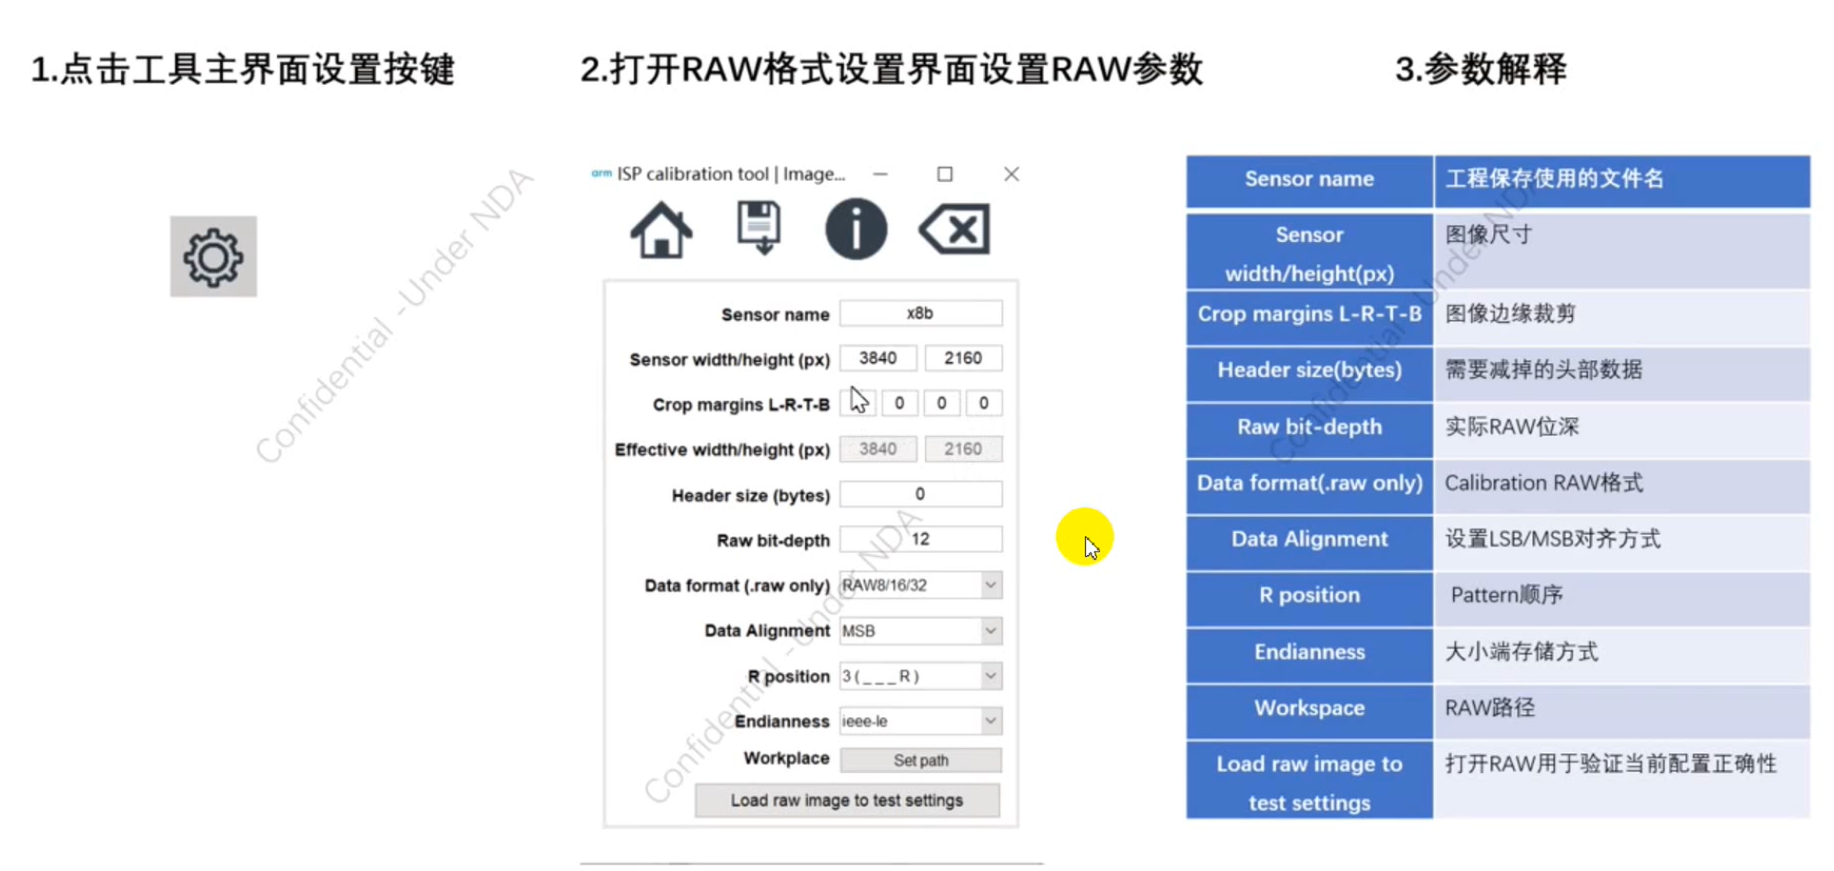 1.点击工具主界面设置按键
2.打开RAW格式设置界面设置RAW参数
3.参数解释
Confidential -Under NDA
arm ISP calibration tool | Image...
Sensor name x8b
Sensor width/height (px) 3840 2160
Crop margins L-R-T-B 0 0 0
Effective width/height (px) 3840 2160
Header size (bytes) 0
Raw bit-depth 12
Data format (.raw only) RAW8/16/32
Data Alignment MSB
R position 3 ( _ _ _ R )
Endianness ieee-le
Workplace Set path
Load raw image to test settings
Confidential -Under NDA
Sensor name 工程保存使用的文件名
Sensor 图像尺寸
width/height(px)
Crop margins L-R-T-B 图像边缘裁剪
Header size(bytes) 需要减掉的头部数据
Raw bit-depth 实际RAW位深
Data format(.raw only) Calibration RAW格式
Data Alignment 设置LSB/MSB对齐方式
R position Pattern顺序
Endianness 大小端存储方式
Workspace RAW路径
Load raw image to 打开RAW用于验证当前配置正确性
test settings
Confidential -Under NDA